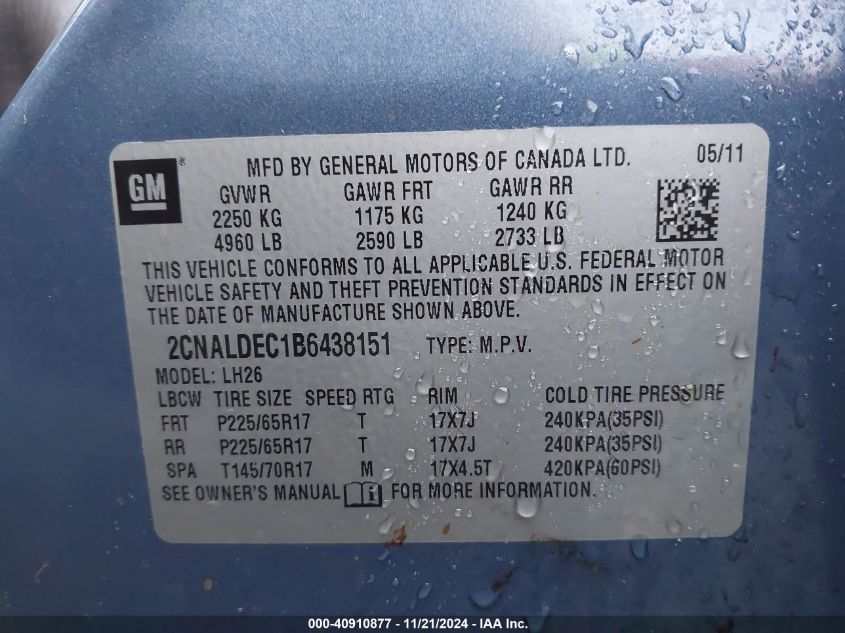 GM ® MFD BY GENERAL MOTORS OF CANADA LTD. 05/11
GVWR GAWR FRT GAWR RR
2250 KG 1175 KG 1240 KG
4960 LB 2590 LB 2733 LB
THIS VEHICLE CONFORMS TO ALL APPLICABLE U.S. FEDERAL MOTOR
VEHICLE SAFETY AND THEFT PREVENTION STANDARDS IN EFFECT ON
THE DATE OF MANUFACTURE SHOWN ABOVE.
2CNALDEC1B6438151 TYPE: M.P.V.
MODEL: LH26
LBCW TIRE SIZE SPEED RTG RIM COLD TIRE PRESSURE
FRT P225/65R17 T 17X7J 240KPA(35PSI)
RR P225/65R17 T 17X7J 240KPA(35PSI)
SPA T145/70R17 M 17X4.5T 420KPA(60PSI)
SEE OWNER'S MANUAL FOR MORE INFORMATION.
000-40910877 - 11/21/2024 - www.iaai.com